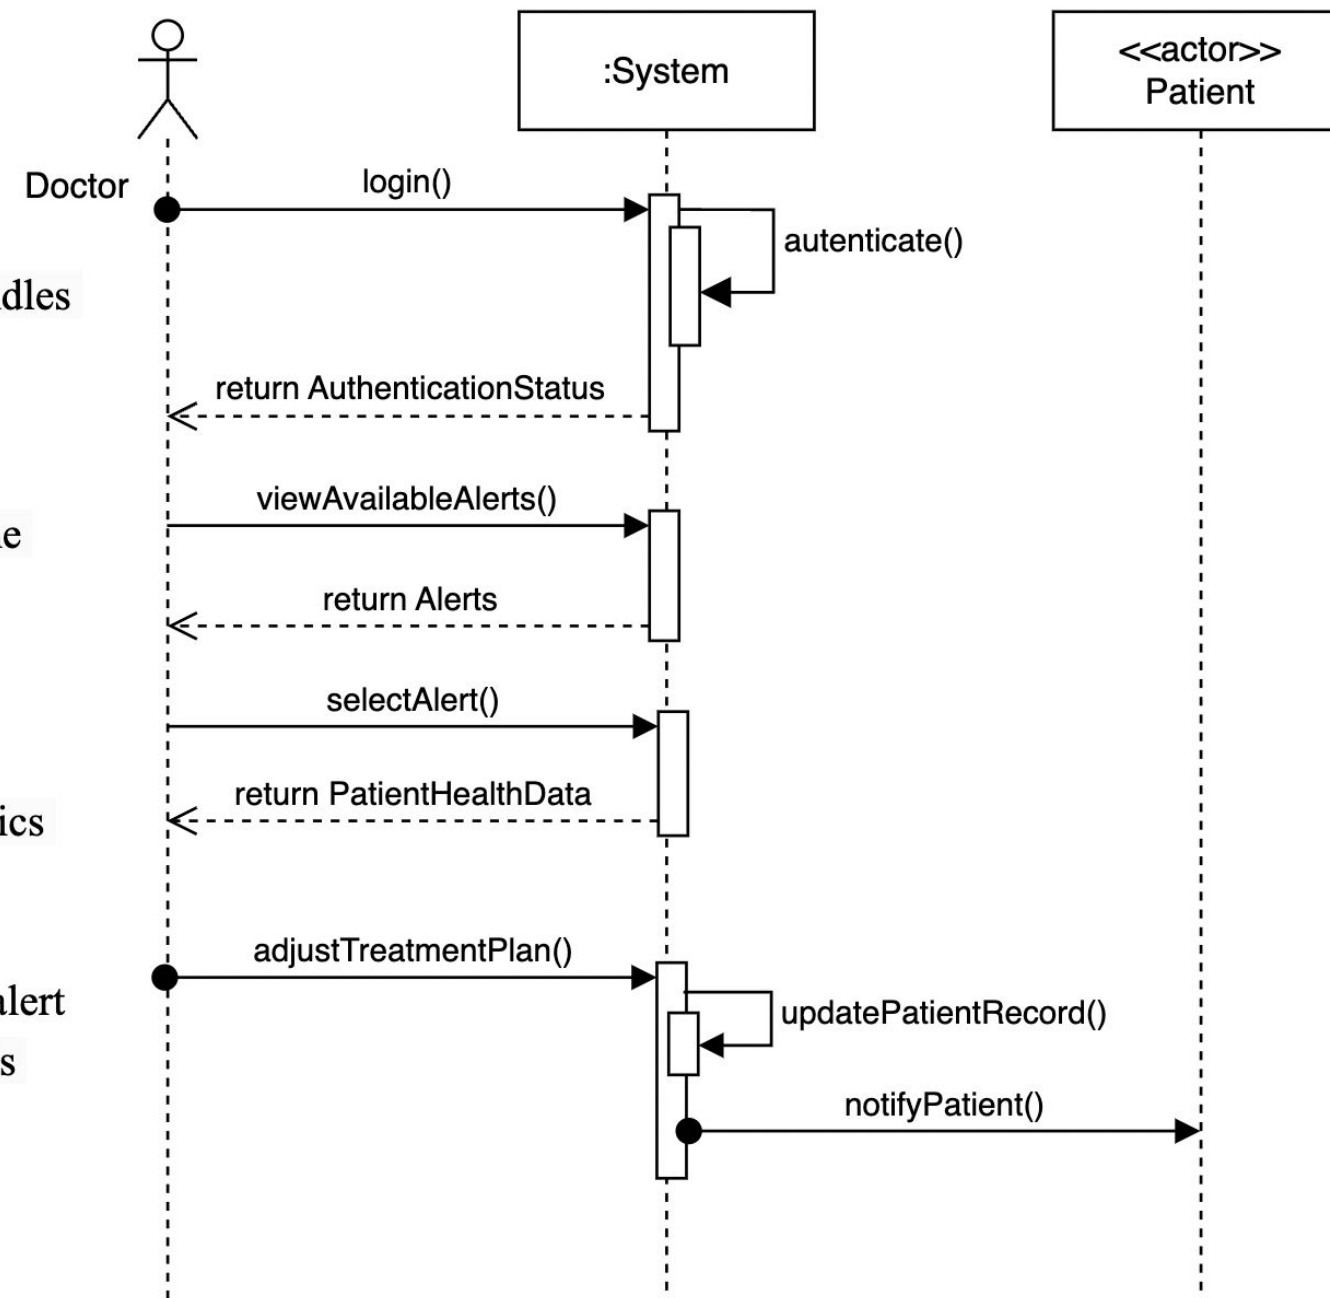 :System
<<actor>>
Patient
Doctor
login()
autenticate()
dles
return AuthenticationStatus
viewAvailableAlerts()
e
return Alerts
selectAlert()
return PatientHealthData
ics
adjustTreatmentPlan()
alert
updatePatientRecord()
s
notifyPatient()